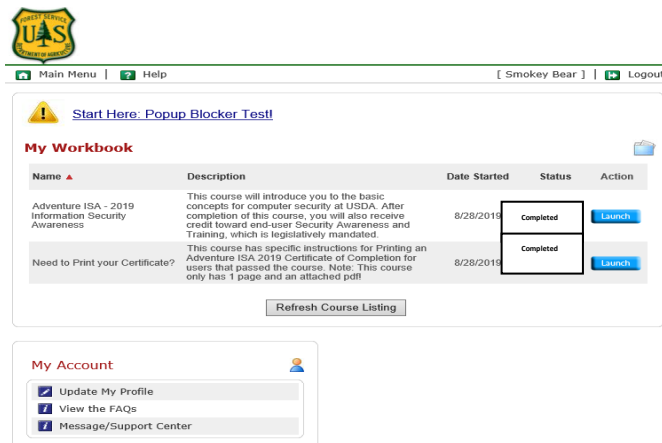 FOREST SERVICE
UAS
DEPARTMENT OF AGRICULTURE
Main Menu | ? Help [ Smokey Bear ] | Logout
! Start Here: Popup Blocker Test!
My Workbook
Name Description Date Started Status Action
Adventure ISA - 2019
Information Security
Awareness
This course will introduce you to the basic
concepts for computer security at USDA. After
completion of this course, you will also receive
credit toward end-user Security Awareness and
Training, which is legislatively mandated.
8/28/2019 Completed Launch
Need to Print your Certificate?
This course has specific instructions for Printing an
Adventure ISA 2019 Certificate of Completion for
users that passed the course. Note: This course
only has 1 page and an attached pdf!
8/28/2019 Completed Launch
Refresh Course Listing
My Account
Update My Profile
i View the FAQs
i Message/Support Center